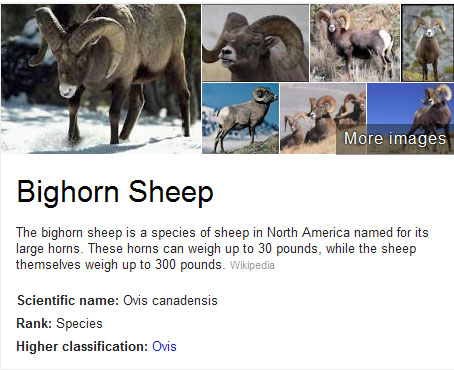 More images
Bighorn Sheep
The bighorn sheep is a species of sheep in North America named for its
large horns. These horns can weigh up to 30 pounds, while the sheep
themselves weigh up to 300 pounds. Wikipedia
Scientific name: Ovis canadensis
Rank: Species
Higher classification: Ovis